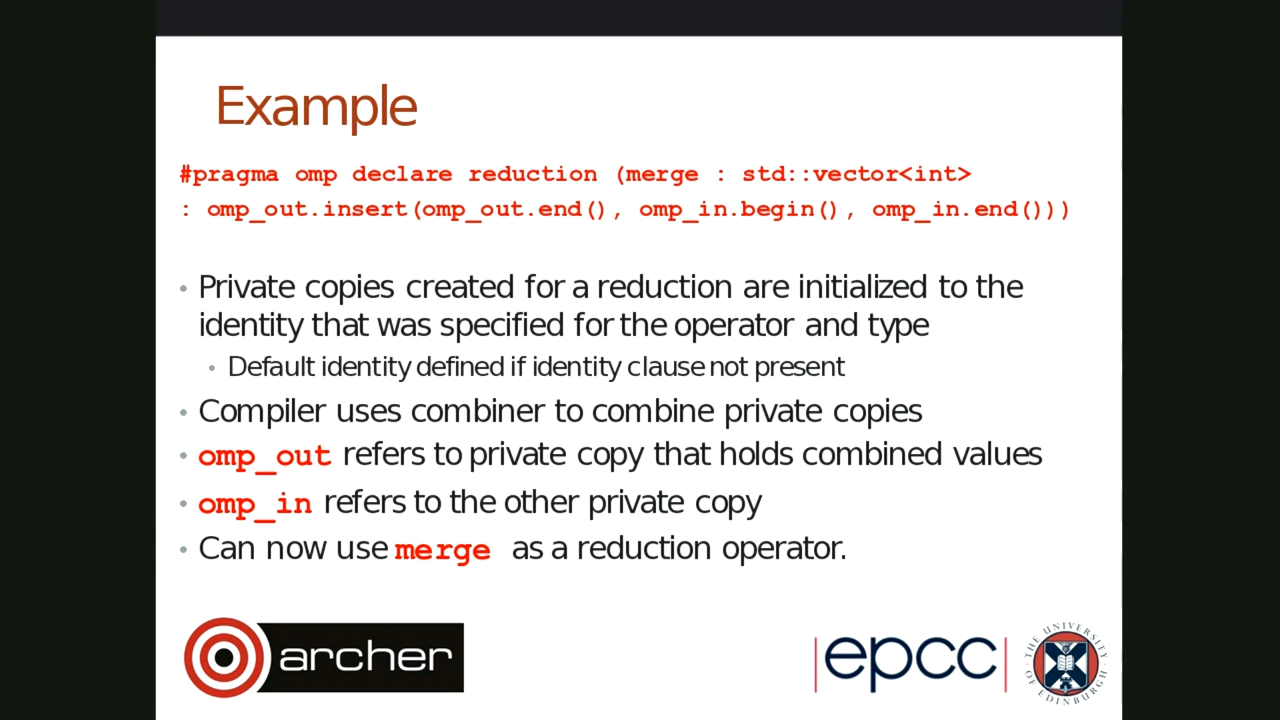 Example
#pragma omp declare reduction (merge : std::vector<int>
: omp_out.insert(omp_out.end(), omp_in.begin(), omp_in.end()))
• Private copies created for a reduction are initialized to the
identity that was specified for the operator and type
• Default identity defined if identity clause not present
• Compiler uses combiner to combine private copies
• omp_out refers to private copy that holds combined values
• omp_in refers to the other private copy
• Can now use merge as a reduction operator.
archer
epcc
THE UNIVERSITY OF EDINBURGH